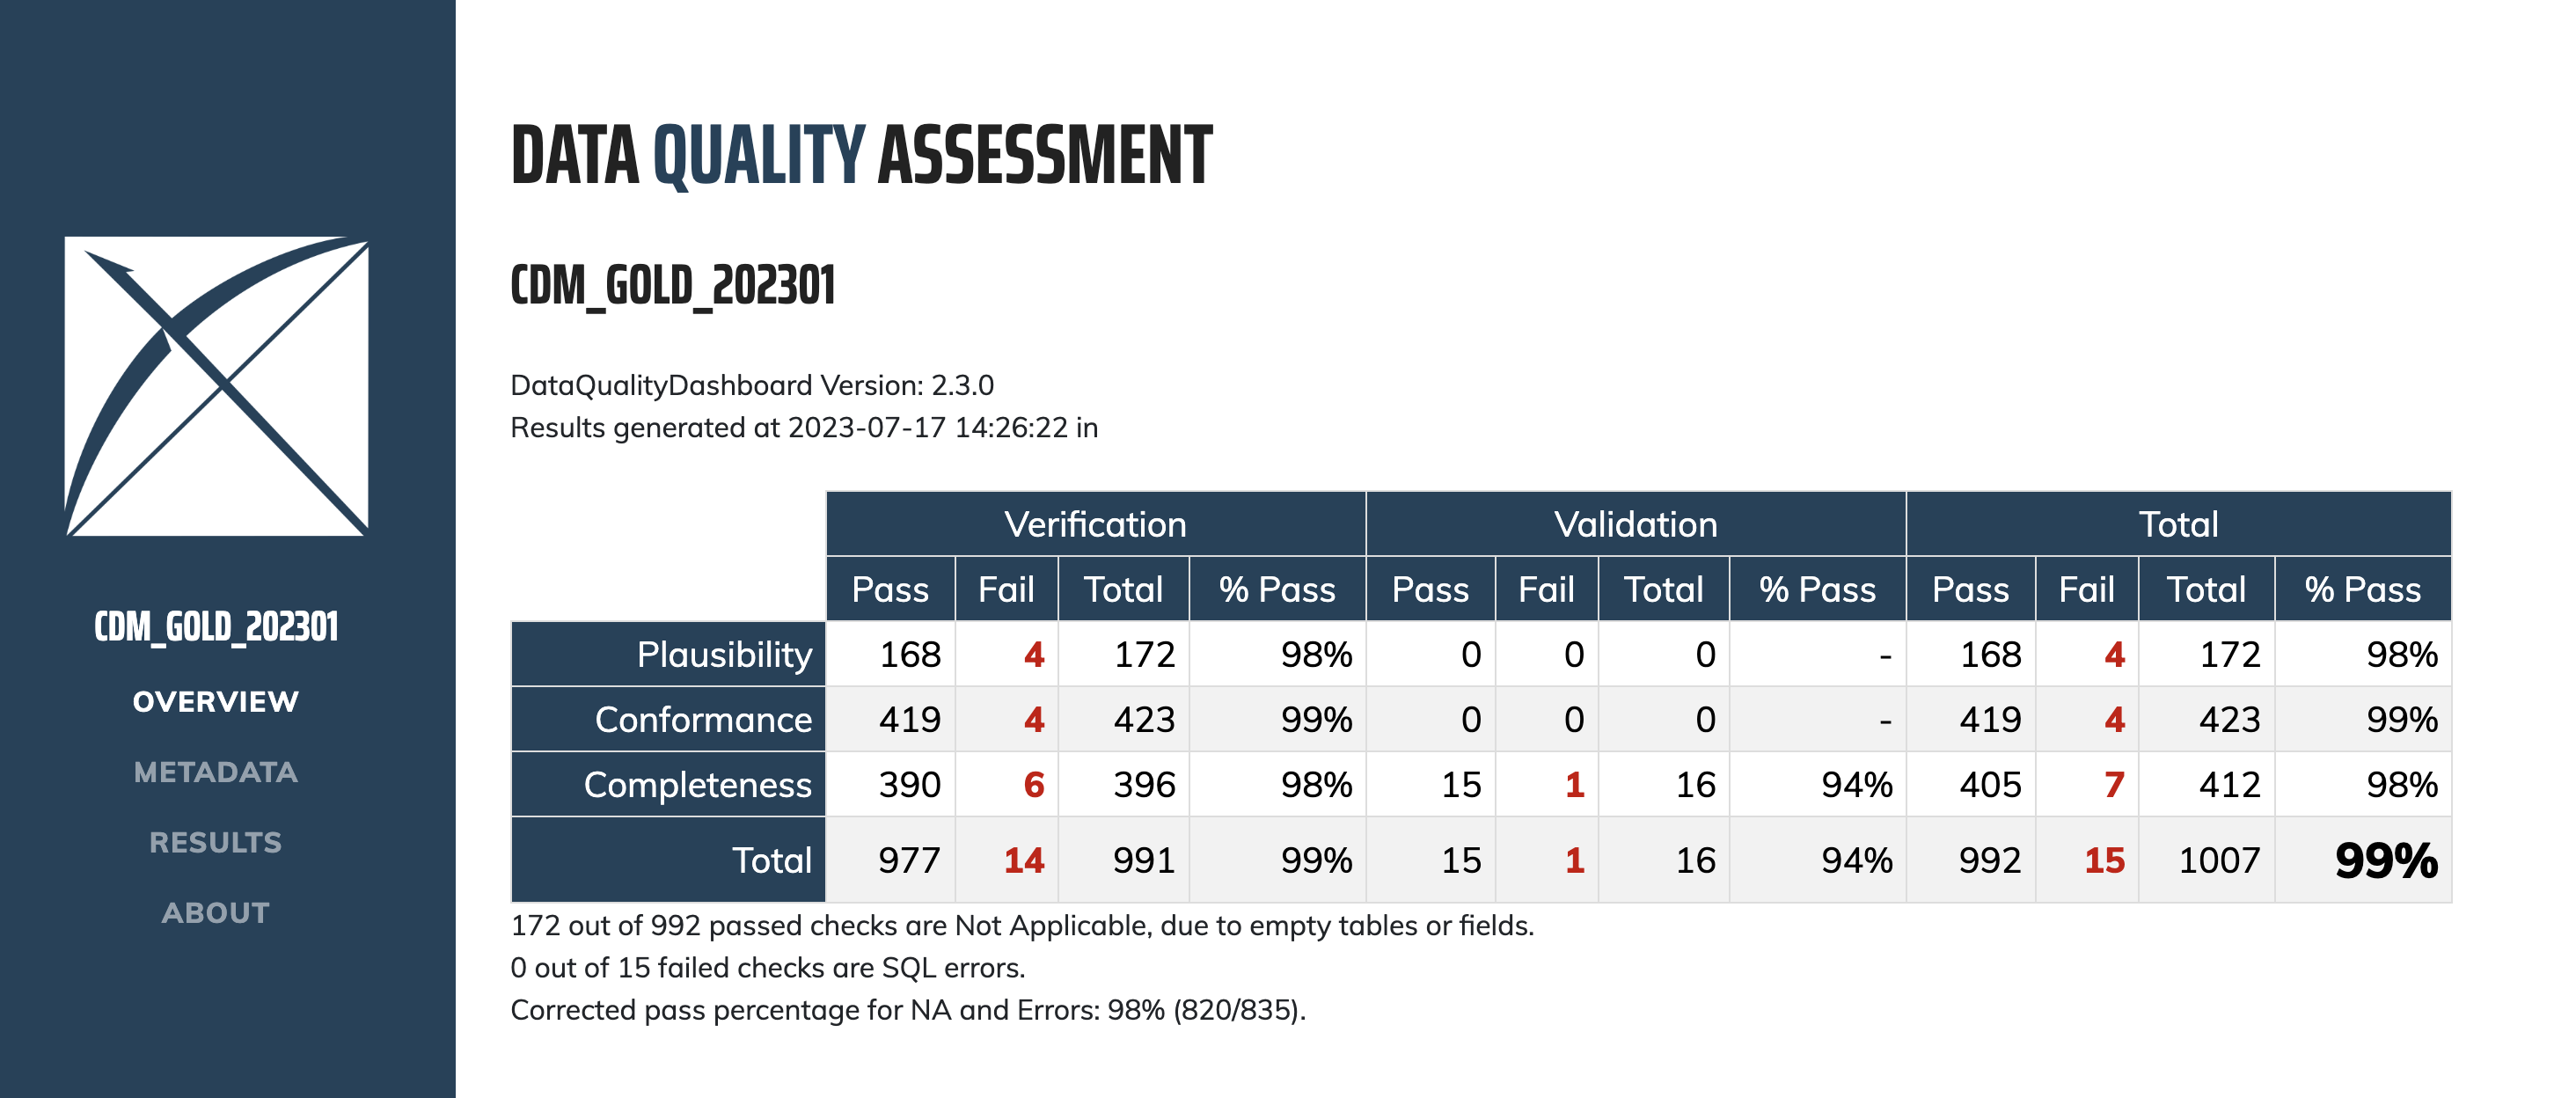 CDM_GOLD_202301
OVERVIEW
METADATA
RESULTS
ABOUT
DATA QUALITY ASSESSMENT
CDM_GOLD_202301
DataQualityDashboard Version: 2.3.0
Results generated at 2023-07-17 14:26:22 in
Verification Validation Total
Pass Fail Total % Pass Pass Fail Total % Pass Pass Fail Total % Pass
Plausibility 168 4 172 98% 0 0 0 - 168 4 172 98%
Conformance 419 4 423 99% 0 0 0 - 419 4 423 99%
Completeness 390 6 396 98% 15 1 16 94% 405 7 412 98%
Total 977 14 991 99% 15 1 16 94% 992 15 1007 99%
172 out of 992 passed checks are Not Applicable, due to empty tables or fields.
0 out of 15 failed checks are SQL errors.
Corrected pass percentage for NA and Errors: 98% (820/835).